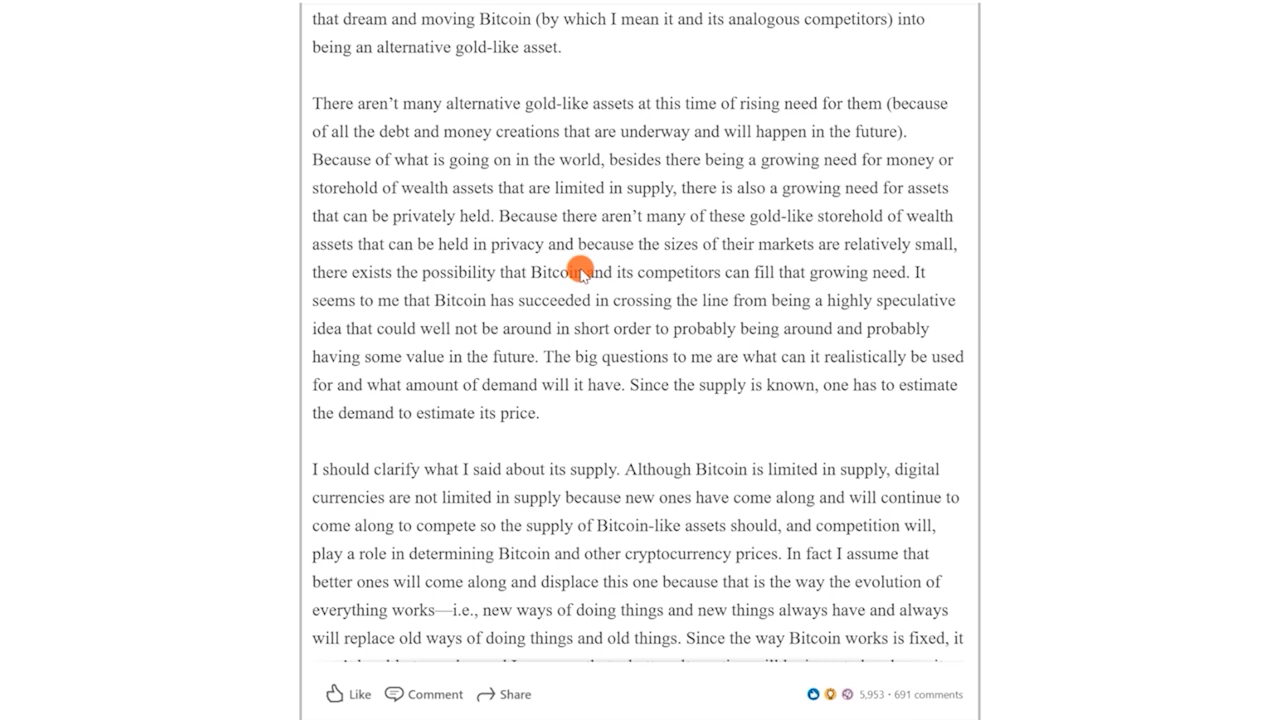 that dream and moving Bitcoin (by which I mean it and its analogous competitors) into
being an alternative gold-like asset.
There aren’t many alternative gold-like assets at this time of rising need for them (because
of all the debt and money creations that are underway and will happen in the future).
Because of what is going on in the world, besides there being a growing need for money or
storehold of wealth assets that are limited in supply, there is also a growing need for assets
that can be privately held. Because there aren’t many of these gold-like storehold of wealth
assets that can be held in privacy and because the sizes of their markets are relatively small,
there exists the possibility that Bitcoin and its competitors can fill that growing need. It
seems to me that Bitcoin has succeeded in crossing the line from being a highly speculative
idea that could well not be around in short order to probably being around and probably
having some value in the future. The big questions to me are what can it realistically be used
for and what amount of demand will it have. Since the supply is known, one has to estimate
the demand to estimate its price.
I should clarify what I said about its supply. Although Bitcoin is limited in supply, digital
currencies are not limited in supply because new ones have come along and will continue to
come along to compete so the supply of Bitcoin-like assets should, and competition will,
play a role in determining Bitcoin and other cryptocurrency prices. In fact I assume that
better ones will come along and displace this one because that is the way the evolution of
everything works—i.e., new ways of doing things and new things always have and always
will replace old ways of doing things and old things. Since the way Bitcoin works is fixed, it
Like Comment Share 5,953 • 691 comments